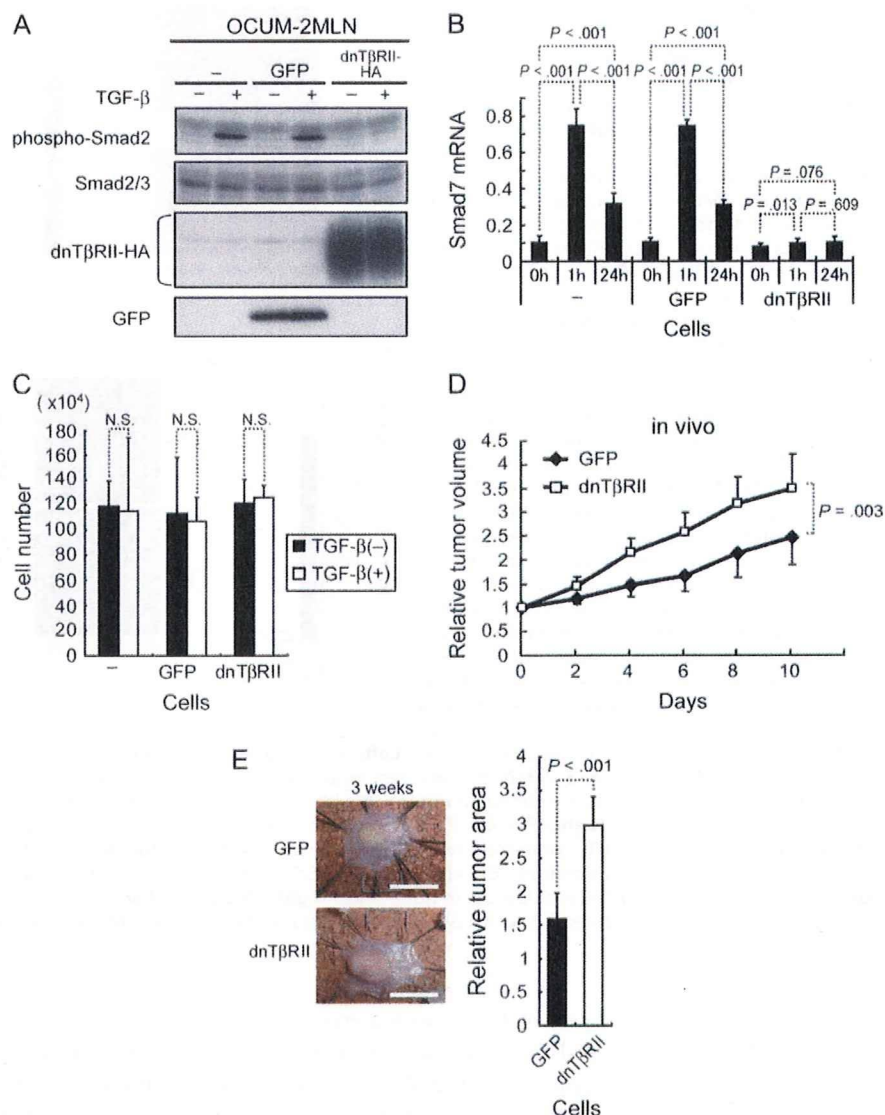 A
OCUM-2MLN
– GFP dnTβRII-HA
TGF-β – + – + – +
phospho-Smad2
Smad2/3
dnTβRII-HA
GFP
B
P < .001 P < .001
P < .001 P < .001 P < .001 P < .001
P = .076
P = .013 P = .609
Smad7 mRNA
0.8
0.6
0.4
0.2
0
0h 1h 24h 0h 1h 24h 0h 1h 24h
– GFP dnTβRII
Cells
C
(x10⁴)
N.S. N.S. N.S.
Cell number
180
160
140
120
100
80
60
40
20
0
– GFP dnTβRII
Cells
TGF-β(–)
TGF-β(+)
D
in vivo
GFP
dnTβRII
P = .003
Relative tumor volume
4.5
4
3.5
3
2.5
2
1.5
1
0.5
0
0 2 4 6 8 10
Days
E
3 weeks
GFP
dnTβRII
P < .001
Relative tumor area
4
3.5
3
2.5
2
1.5
1
0.5
0
GFP dnTβRII
Cells